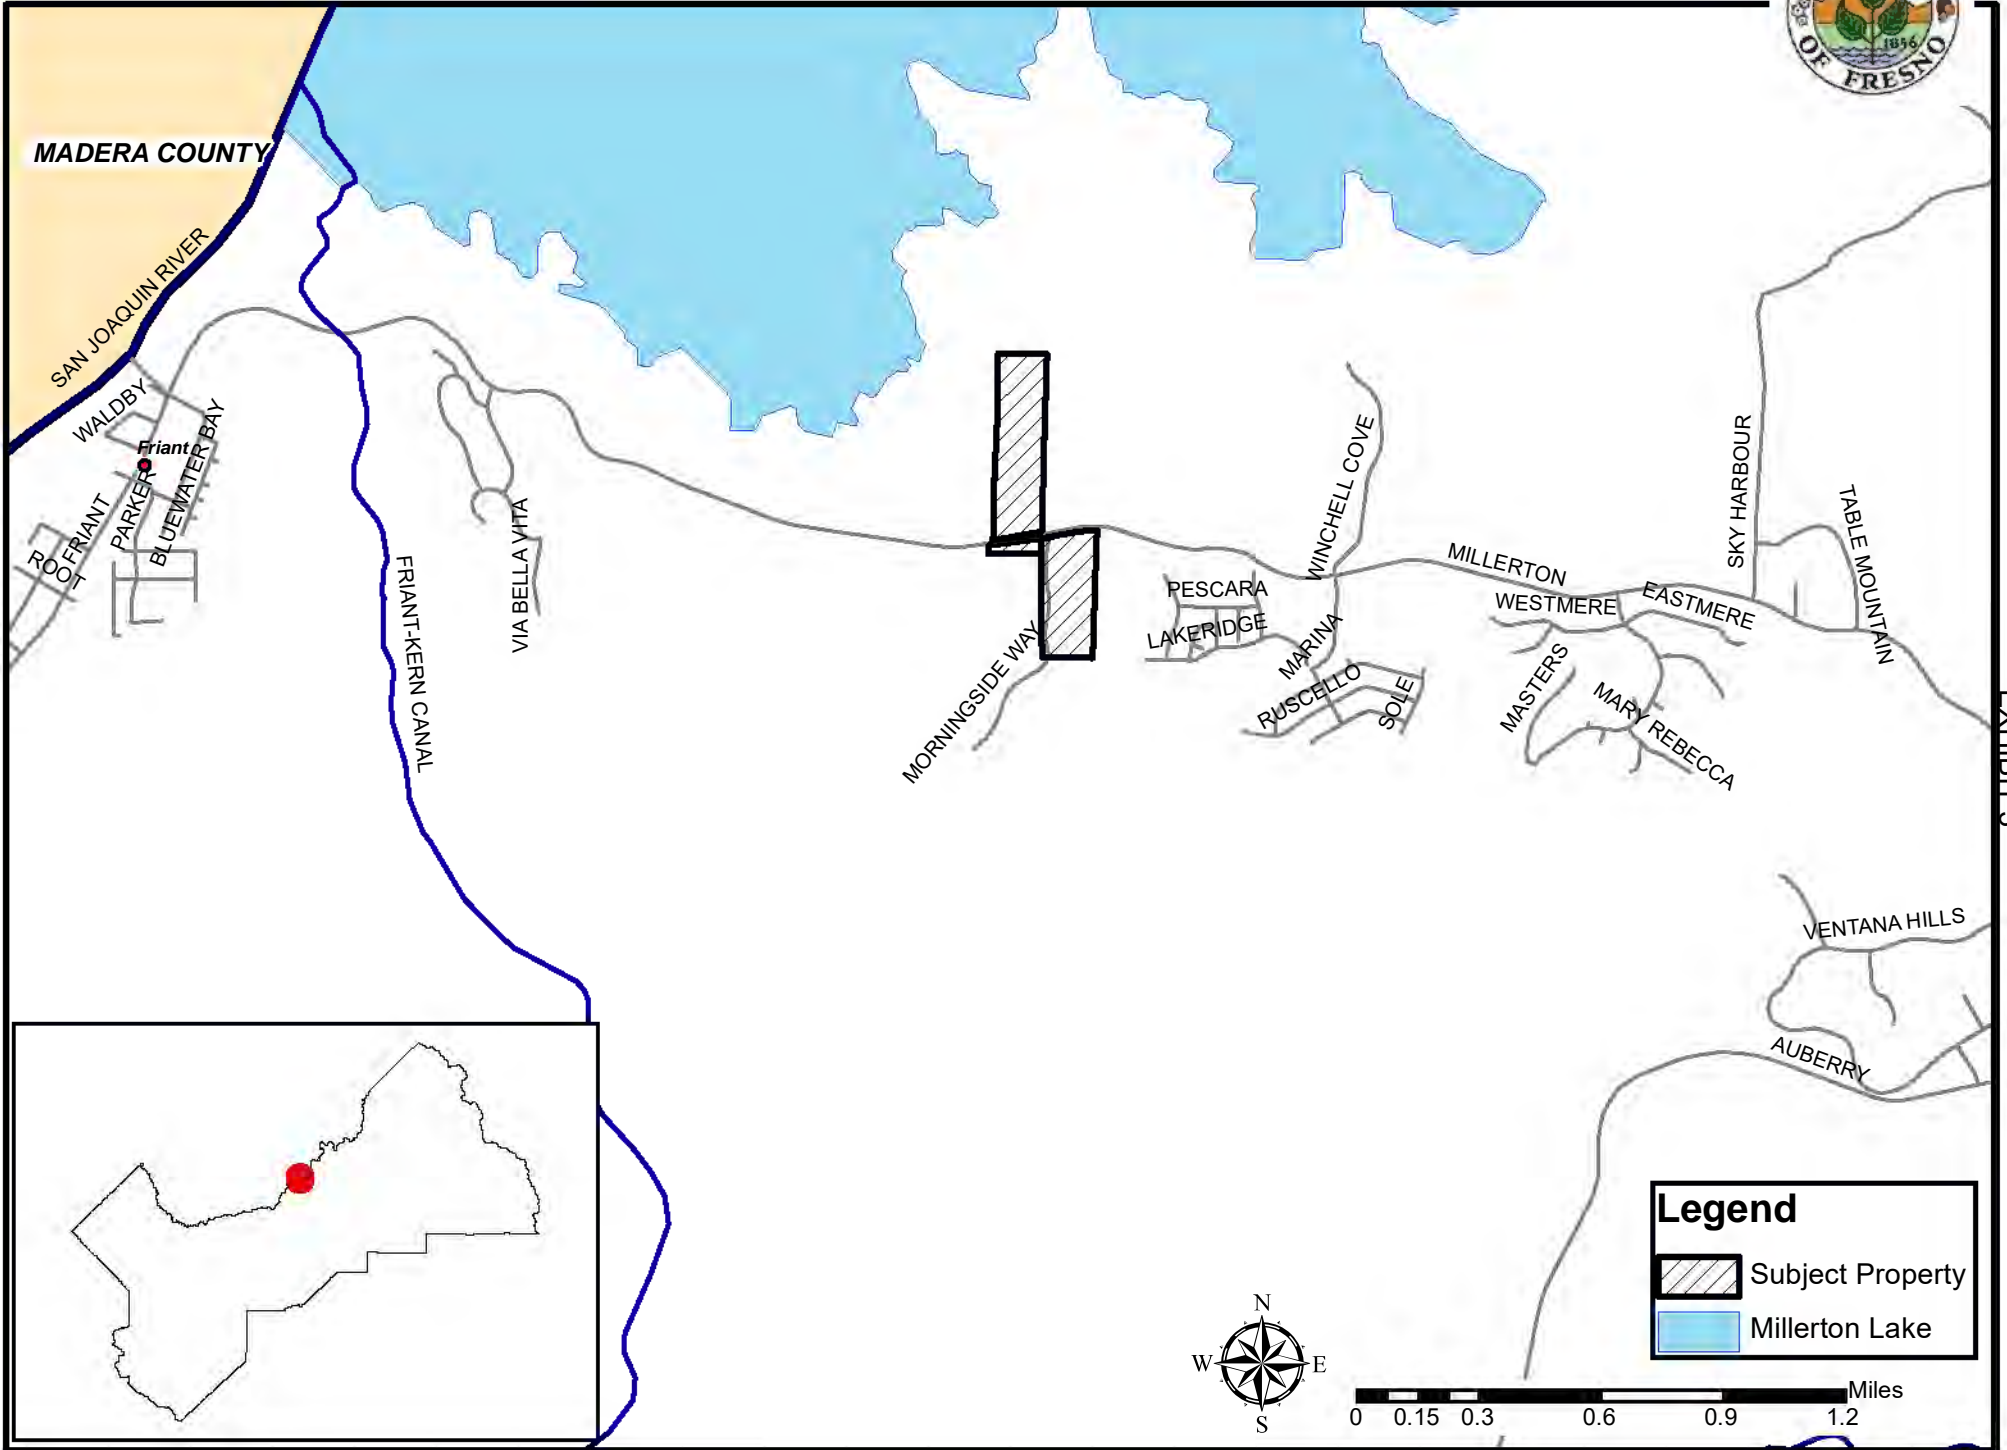 1856
OF FRESNO
MADERA COUNTY
SAN JOAQUIN RIVER
WALDBY
Friant
BLUEWATER BAY
PARKER
FRIANT
ROOT
FRIANT-KERN CANAL
VIA BELLA VITA
MORNINGSIDE WAY
WINCHELL COVE
PESCARA
LAKERIDGE
MARINA
RUSCELLO
SOLE
MILLERTON
WESTMERE
EASTMERE
MASTERS
MARY REBECCA
SKY HARBOUR
TABLE MOUNTAIN
VENTANA HILLS
AUBERRY
Legend
Subject Property
Millerton Lake
N
W
E
S
Miles
0 0.15 0.3 0.6 0.9 1.2